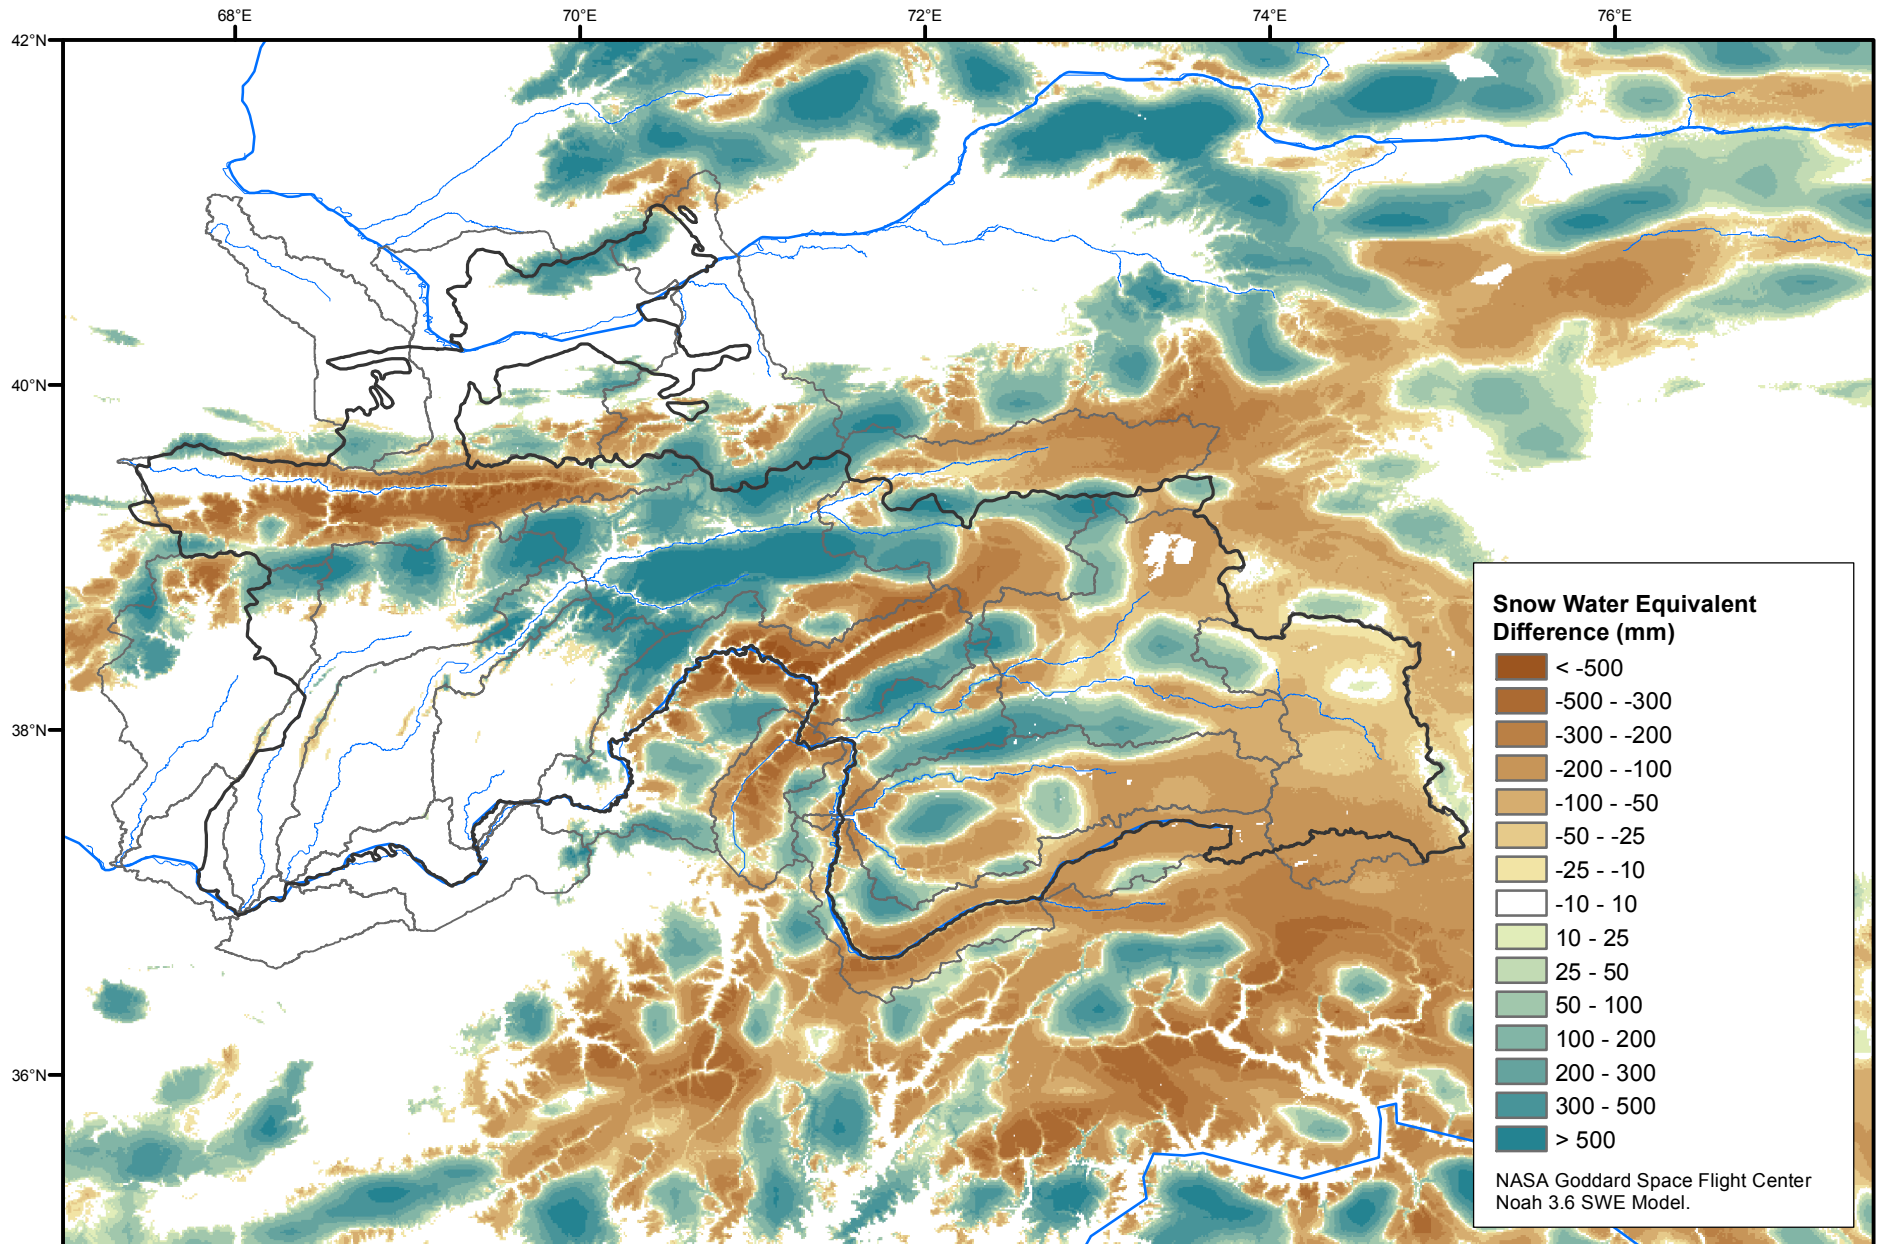 68°E
70°E
72°E
74°E
76°E
42°N
40°N
38°N
36°N
Snow Water Equivalent
Difference (mm)
< -500
-500 - -300
-300 - -200
-200 - -100
-100 - -50
-50 - -25
-25 - -10
-10 - 10
10 - 25
25 - 50
50 - 100
100 - 200
200 - 300
300 - 500
> 500
NASA Goddard Space Flight Center
Noah 3.6 SWE Model.